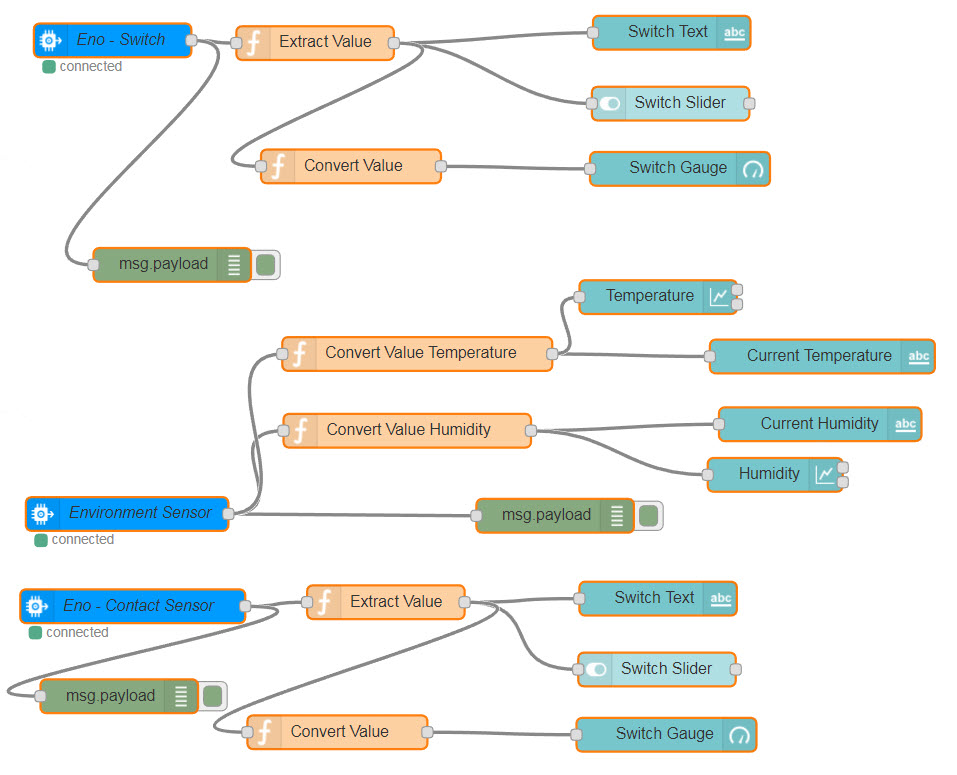 Eno - Switch
connected
Extract Value
Switch Text
abc
Switch Slider
Convert Value
Switch Gauge
msg.payload
Temperature
Convert Value Temperature
Current Temperature
abc
Convert Value Humidity
Current Humidity
abc
Humidity
Environment Sensor
connected
msg.payload
Eno - Contact Sensor
connected
Extract Value
Switch Text
abc
Switch Slider
msg.payload
Convert Value
Switch Gauge